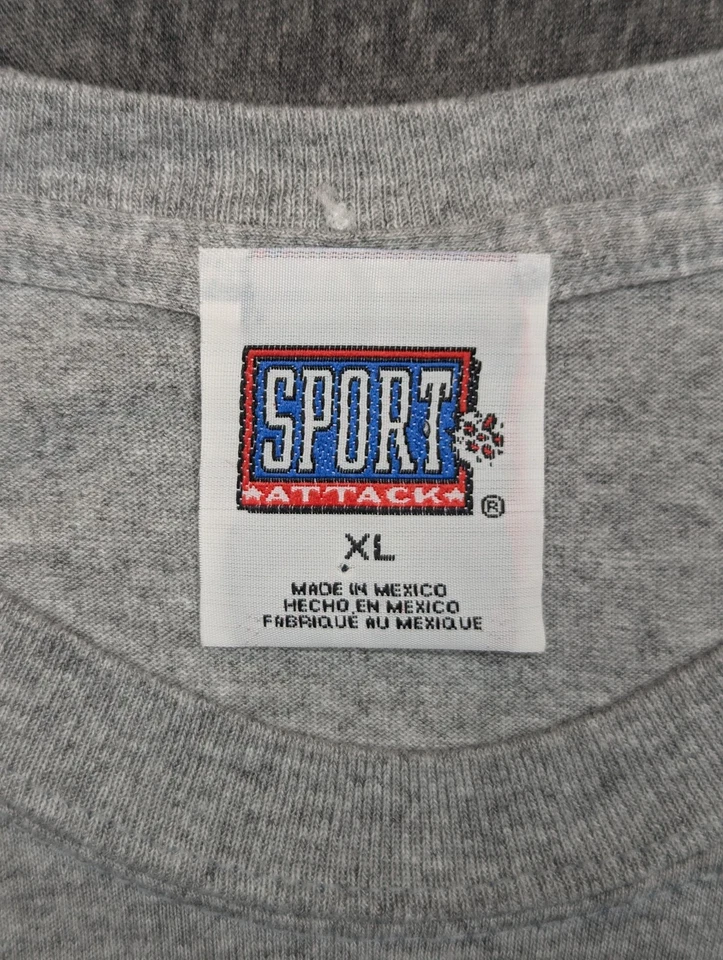 SPORT
ATTACK
®
XL
MADE IN MEXICO
HECHO EN MEXICO
FABRIQUÉ AU MEXIQUE